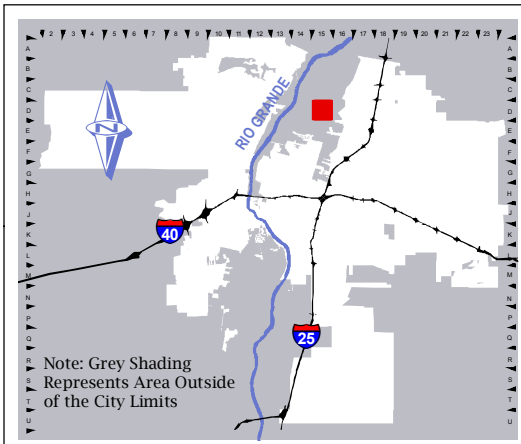 2 3 4 5 6 7 8 9 10 11 12 13 14 15 16 17 18 19 20 21 22 23
A A
B B
C C
D D
E E
F F
G G
H H
J J
K K
L L
M M
N N
P P
Q Q
R R
S S
T T
U U
N
RIO GRANDE
40
25
Note: Grey Shading
Represents Area Outside
of the City Limits